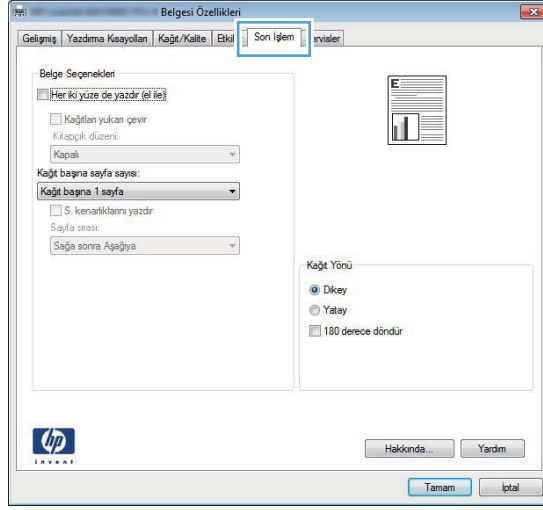 Belgesi Özellikleri
Gelişmiş Yazdırma Kısayolları Kağıt/Kalite Son İşlem
Belge Seçenekleri
Her iki yüze de yazdır (el ile)
Kağıtları yukarı çevir
Kitapçık düzeni:
Kapalı
Kağıt başına sayfa sayısı:
Kağıt başına 1 sayfa
S. kenarlıklarını yazdır
Sayfa sırası:
Sağa sonra Aşağıya
E
Kağıt Yönü
Dikey
Yatay
180 derece döndür
hp
invent
Hakkında... Yardım
Tamam İptal